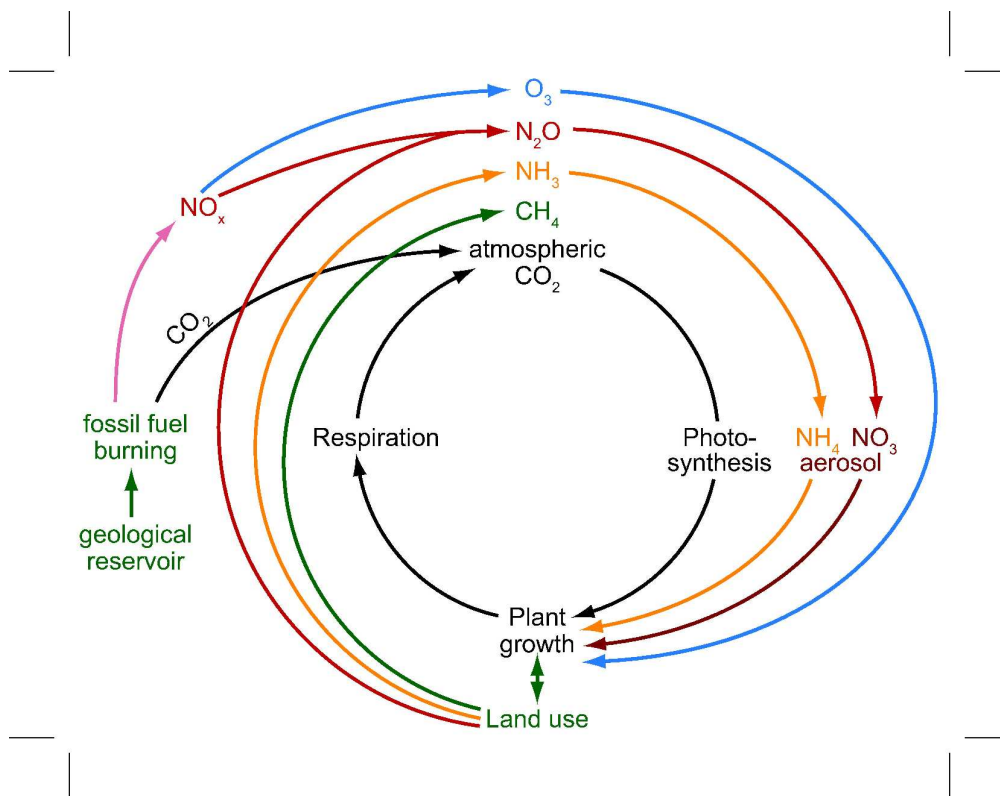 O₃
N₂O
NH₃
NOₓ
CH₄
atmospheric
CO₂
CO₂
fossil fuel
burning
Respiration
Photo-
synthesis
NH₄ NO₃
aerosol
geological
reservoir
Plant
growth
Land use